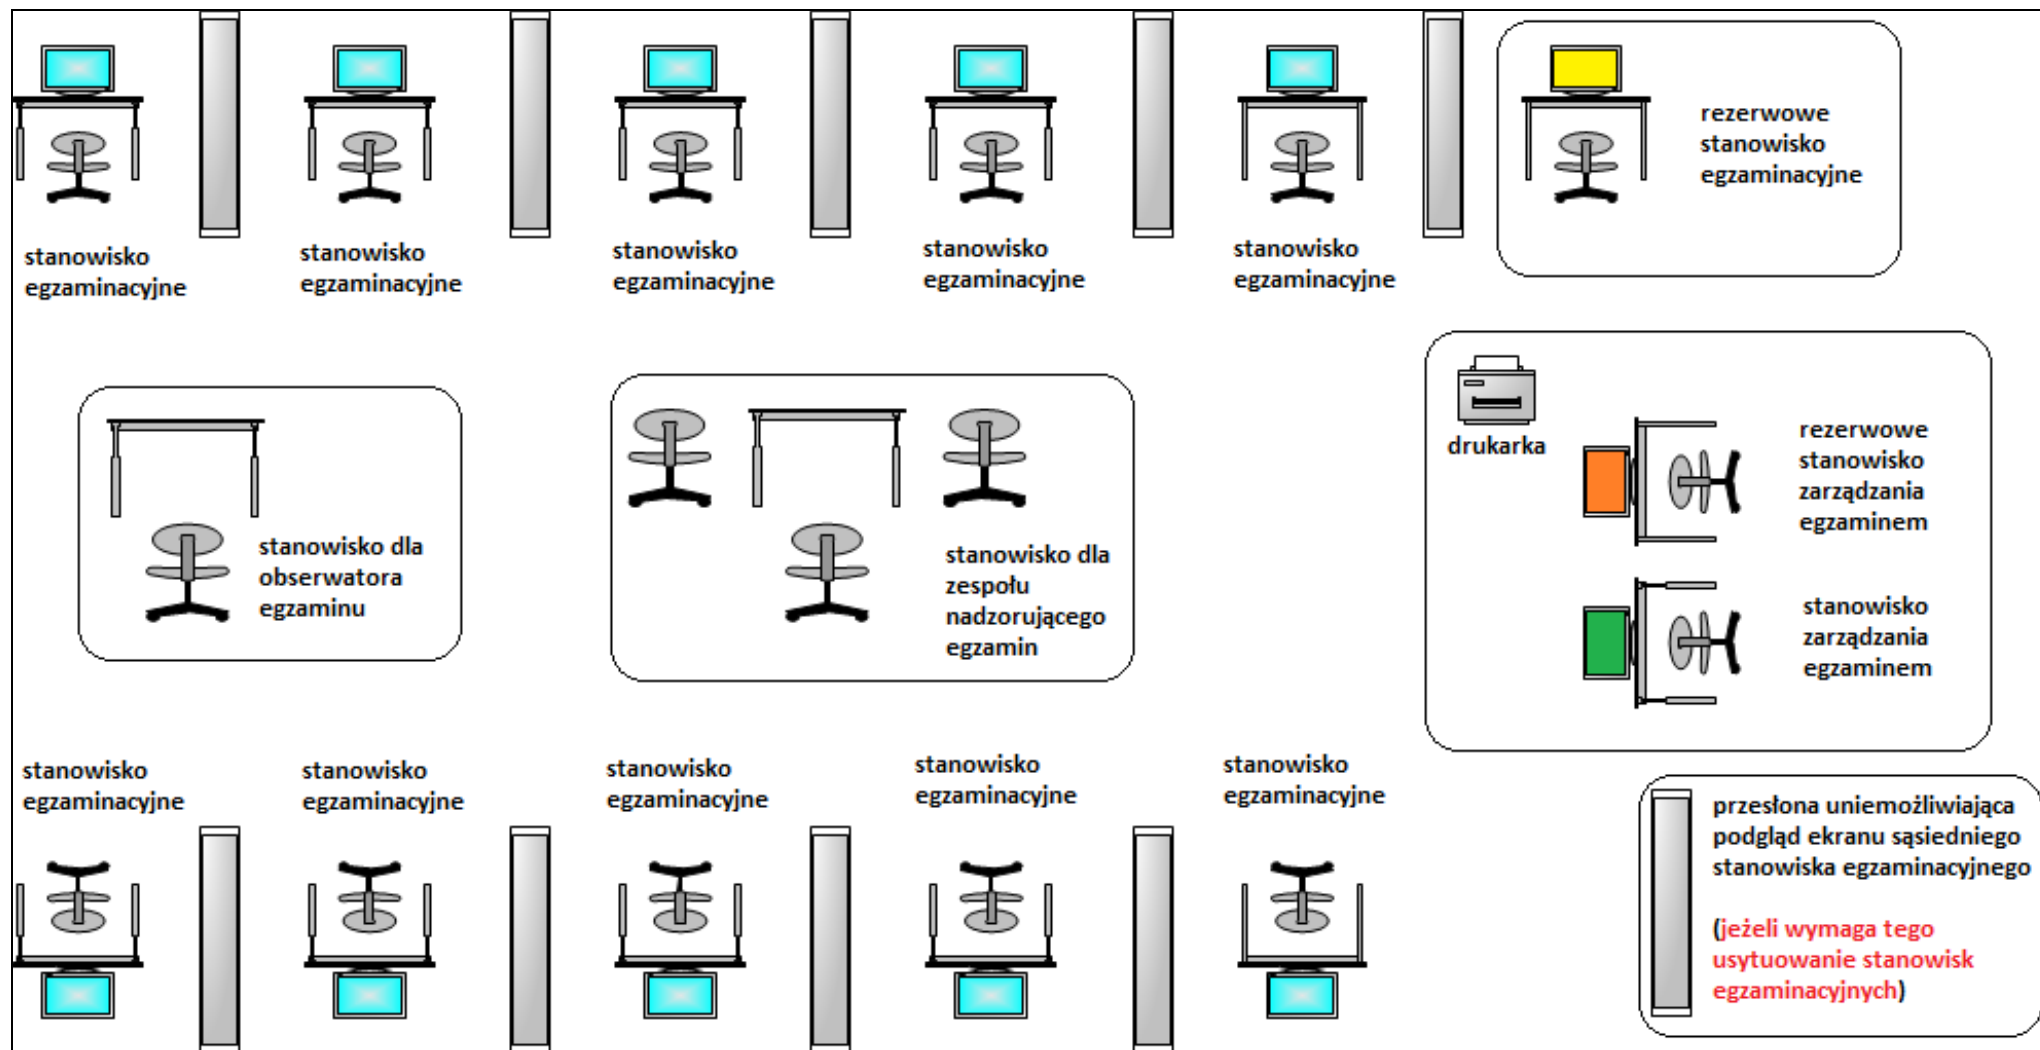 rezerwowe
stanowisko
egzaminacyjne
stanowisko
egzaminacyjne
stanowisko
egzaminacyjne
stanowisko
egzaminacyjne
stanowisko
egzaminacyjne
stanowisko
egzaminacyjne
drukarka
rezerwowe
stanowisko
zarządzania
egzaminem
stanowisko dla
obserwatora
egzaminu
stanowisko dla
zespołu
nadzorującego
egzamin
stanowisko
zarządzania
egzaminem
stanowisko
egzaminacyjne
stanowisko
egzaminacyjne
stanowisko
egzaminacyjne
stanowisko
egzaminacyjne
stanowisko
egzaminacyjne
przesłona uniemożliwiająca
podgląd ekranu sąsiedniego
stanowiska egzaminacyjnego
(jeżeli wymaga tego
usytuowanie stanowisk
egzaminacyjnych)